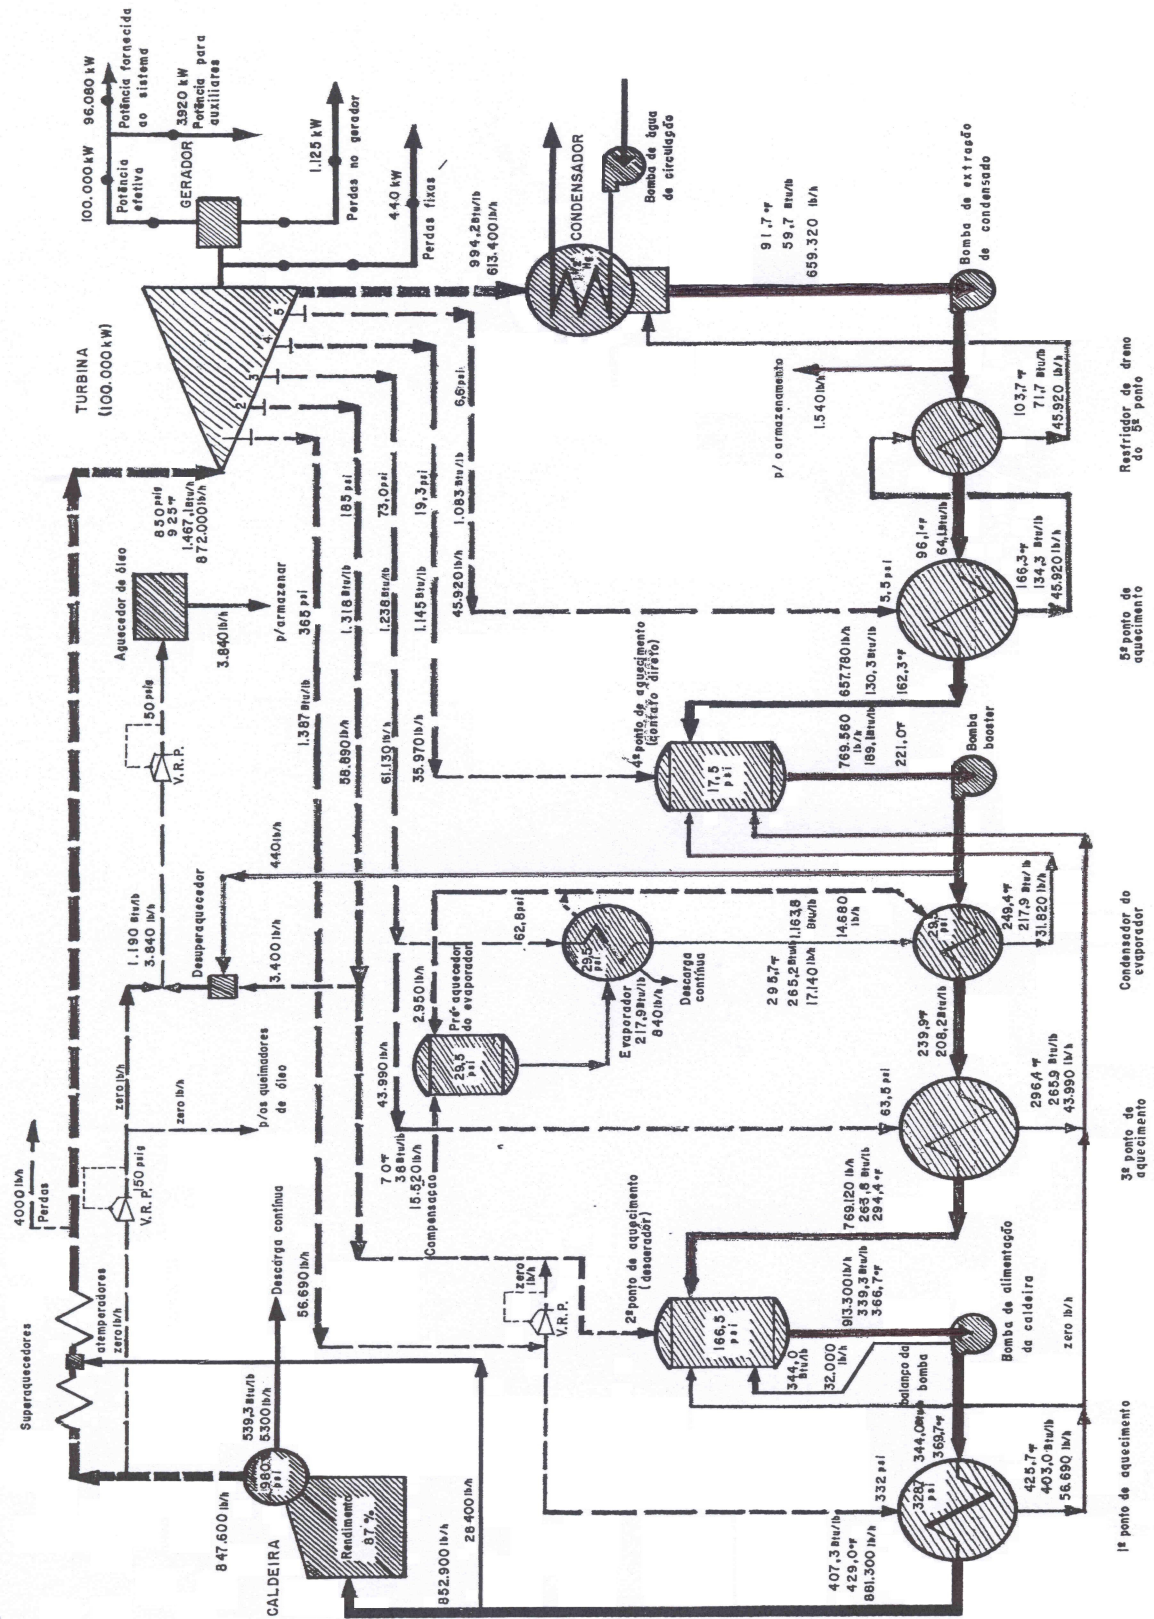 100.000 kW
96.080 kW
Potência fornecida
ao sistema
3.920 kW
Potência para
auxiliares
Potência
efetiva
GERADOR
1.125 kW
Perdas no gerador
440 kW
Perdas fixas
TURBINA
(100.000 kW)
2
3
4
5
994,2 Btu/lb
613.400 lb/h
CONDENSADOR
Bomba de água
de circulação
91,7 °F
59,7 Btu/lb
659.320 lb/h
Bomba de extração
de condensado
850 psig
925 °F
1.467,1 Btu/lb
872.000 lb/h
Aquecedor de óleo
3.840 lb/h
p/armazenar
50 psig
V.R.P.
1.190 Btu/lb
3.840 lb/h
Desuperaquecedor
440 lb/h
3.400 lb/h
365 psi
1.387 Btu/lb
185 psi
1.318 Btu/lb
58.890 lb/h
73,0 psi
1.238 Btu/lb
61.130 lb/h
19,3 psi
1.145 Btu/lb
35.970 lb/h
6,6 psi
1.083 Btu/lb
45.920 lb/h
p/ o armazenamento
1.540 lb/h
103,7 °F
71,7 Btu/lb
45.920 lb/h
Resfriador de dreno
do 5º ponto
96,1 °F
64,1 Btu/lb
5,5 psi
166,3 °F
134,3 Btu/lb
45.920 lb/h
5º ponto de
aquecimento
4º ponto de aquecimento
(contato direto)
17,5
psi
657.780 lb/h
130,3 Btu/lb
162,3 °F
769.560
lb/h
189,1 Btu/lb
221,0 °F
Bomba
booster
62,8 psi
29,5
psi
Evaporador
217,9 Btu/lb
840 lb/h
Descarga
contínua
1.163,8
Btu/lb
14.680
lb/h
295,7 °F
265,2 Btu/lb
17.140 lb/h
psi
249,4 °F
217,9 Btu/lb
31.820 lb/h
Condensador do
evaporador
2.950 lb/h
Pré-aquecedor
do evaporador
29,5
psi
239,9 °F
208,2 Btu/lb
43.990 lb/h
70 °F
38 Btu/lb
15.520 lb/h
Compensação
63,5 psi
296,4 °F
265,9 Btu/lb
43.990 lb/h
3º ponto de
aquecimento
769.120 lb/h
263,8 Btu/lb
294,4 °F
2º ponto de aquecimento
(desaerador)
166,5
psi
913.300 lb/h
339,3 Btu/lb
366,7 °F
344,0
Btu/lb
32.000
lb/h
balanço da
bomba
Bomba de alimentação
da caldeira
zero lb/h
344,0 Btu/lb
369,7 °F
332 psi
psi
425,7 °F
403,0 Btu/lb
56.690 lb/h
1º ponto de aquecimento
407,3 Btu/lb
429,0 °F
881.300 lb/h
zero
lb/h
V.R.P.
56.690 lb/h
zero lb/h
zero lb/h
p/os queimadores
de óleo
150 psig
V.R.P.
400 lb/h
Perdas
Superaquecedores
atemperadores
zero lb/h
Descárga contínua
539,3 Btu/lb
5300 lb/h
980
psi
847.600 lb/h
Rendimento
87 %
CALDEIRA
852.900 lb/h
28400 lb/h